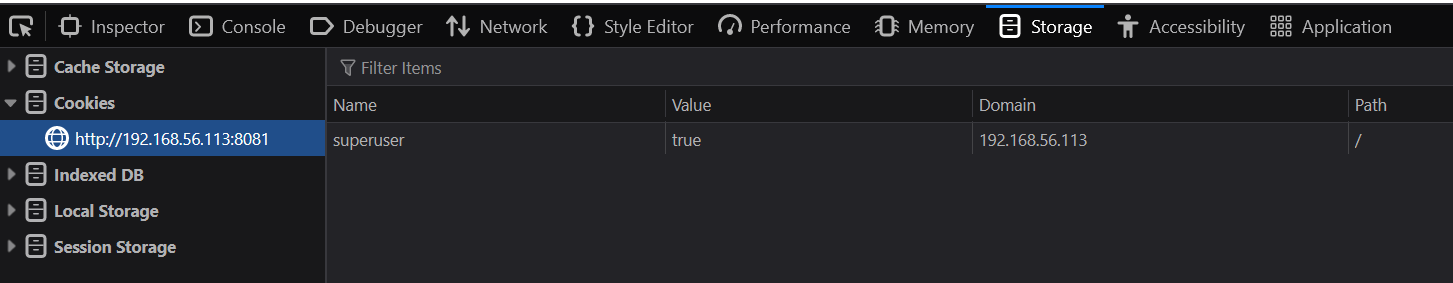 Inspector Console Debugger Network Style Editor Performance Memory Storage Accessibility Application
Cache Storage
Filter Items
Cookies
Name Value Domain Path
http://192.168.56.113:8081
superuser true 192.168.56.113 /
Indexed DB
Local Storage
Session Storage